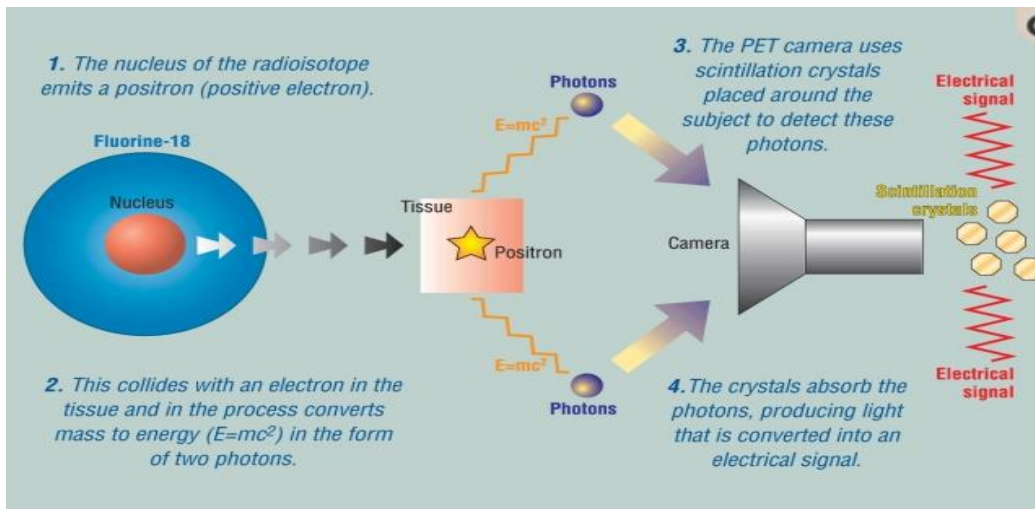 1. The nucleus of the radioisotope
emits a positron (positive electron).
Fluorine-18
Nucleus
2. This collides with an electron in the
tissue and in the process converts
mass to energy (E=mc²) in the form
of two photons.
Tissue
Positron
E=mc²
E=mc²
Photons
Photons
3. The PET camera uses
scintillation crystals
placed around the
subject to detect these
photons.
Camera
4. The crystals absorb the
photons, producing light
that is converted into an
electrical signal.
Electrical
signal
Scintillation
crystals
Electrical
signal